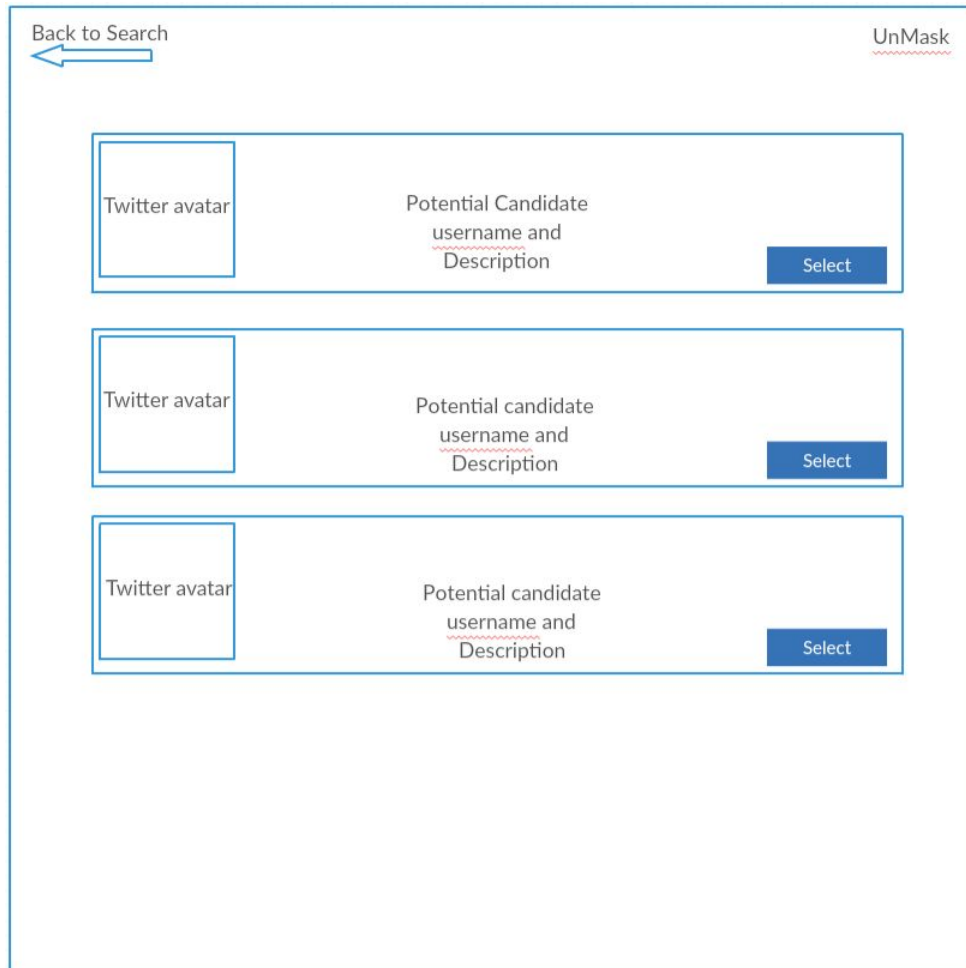 Back to Search
UnMask
Twitter avatar
Potential Candidate
username and
Description
Select
Twitter avatar
Potential candidate
username and
Description
Select
Twitter avatar
Potential candidate
username and
Description
Select